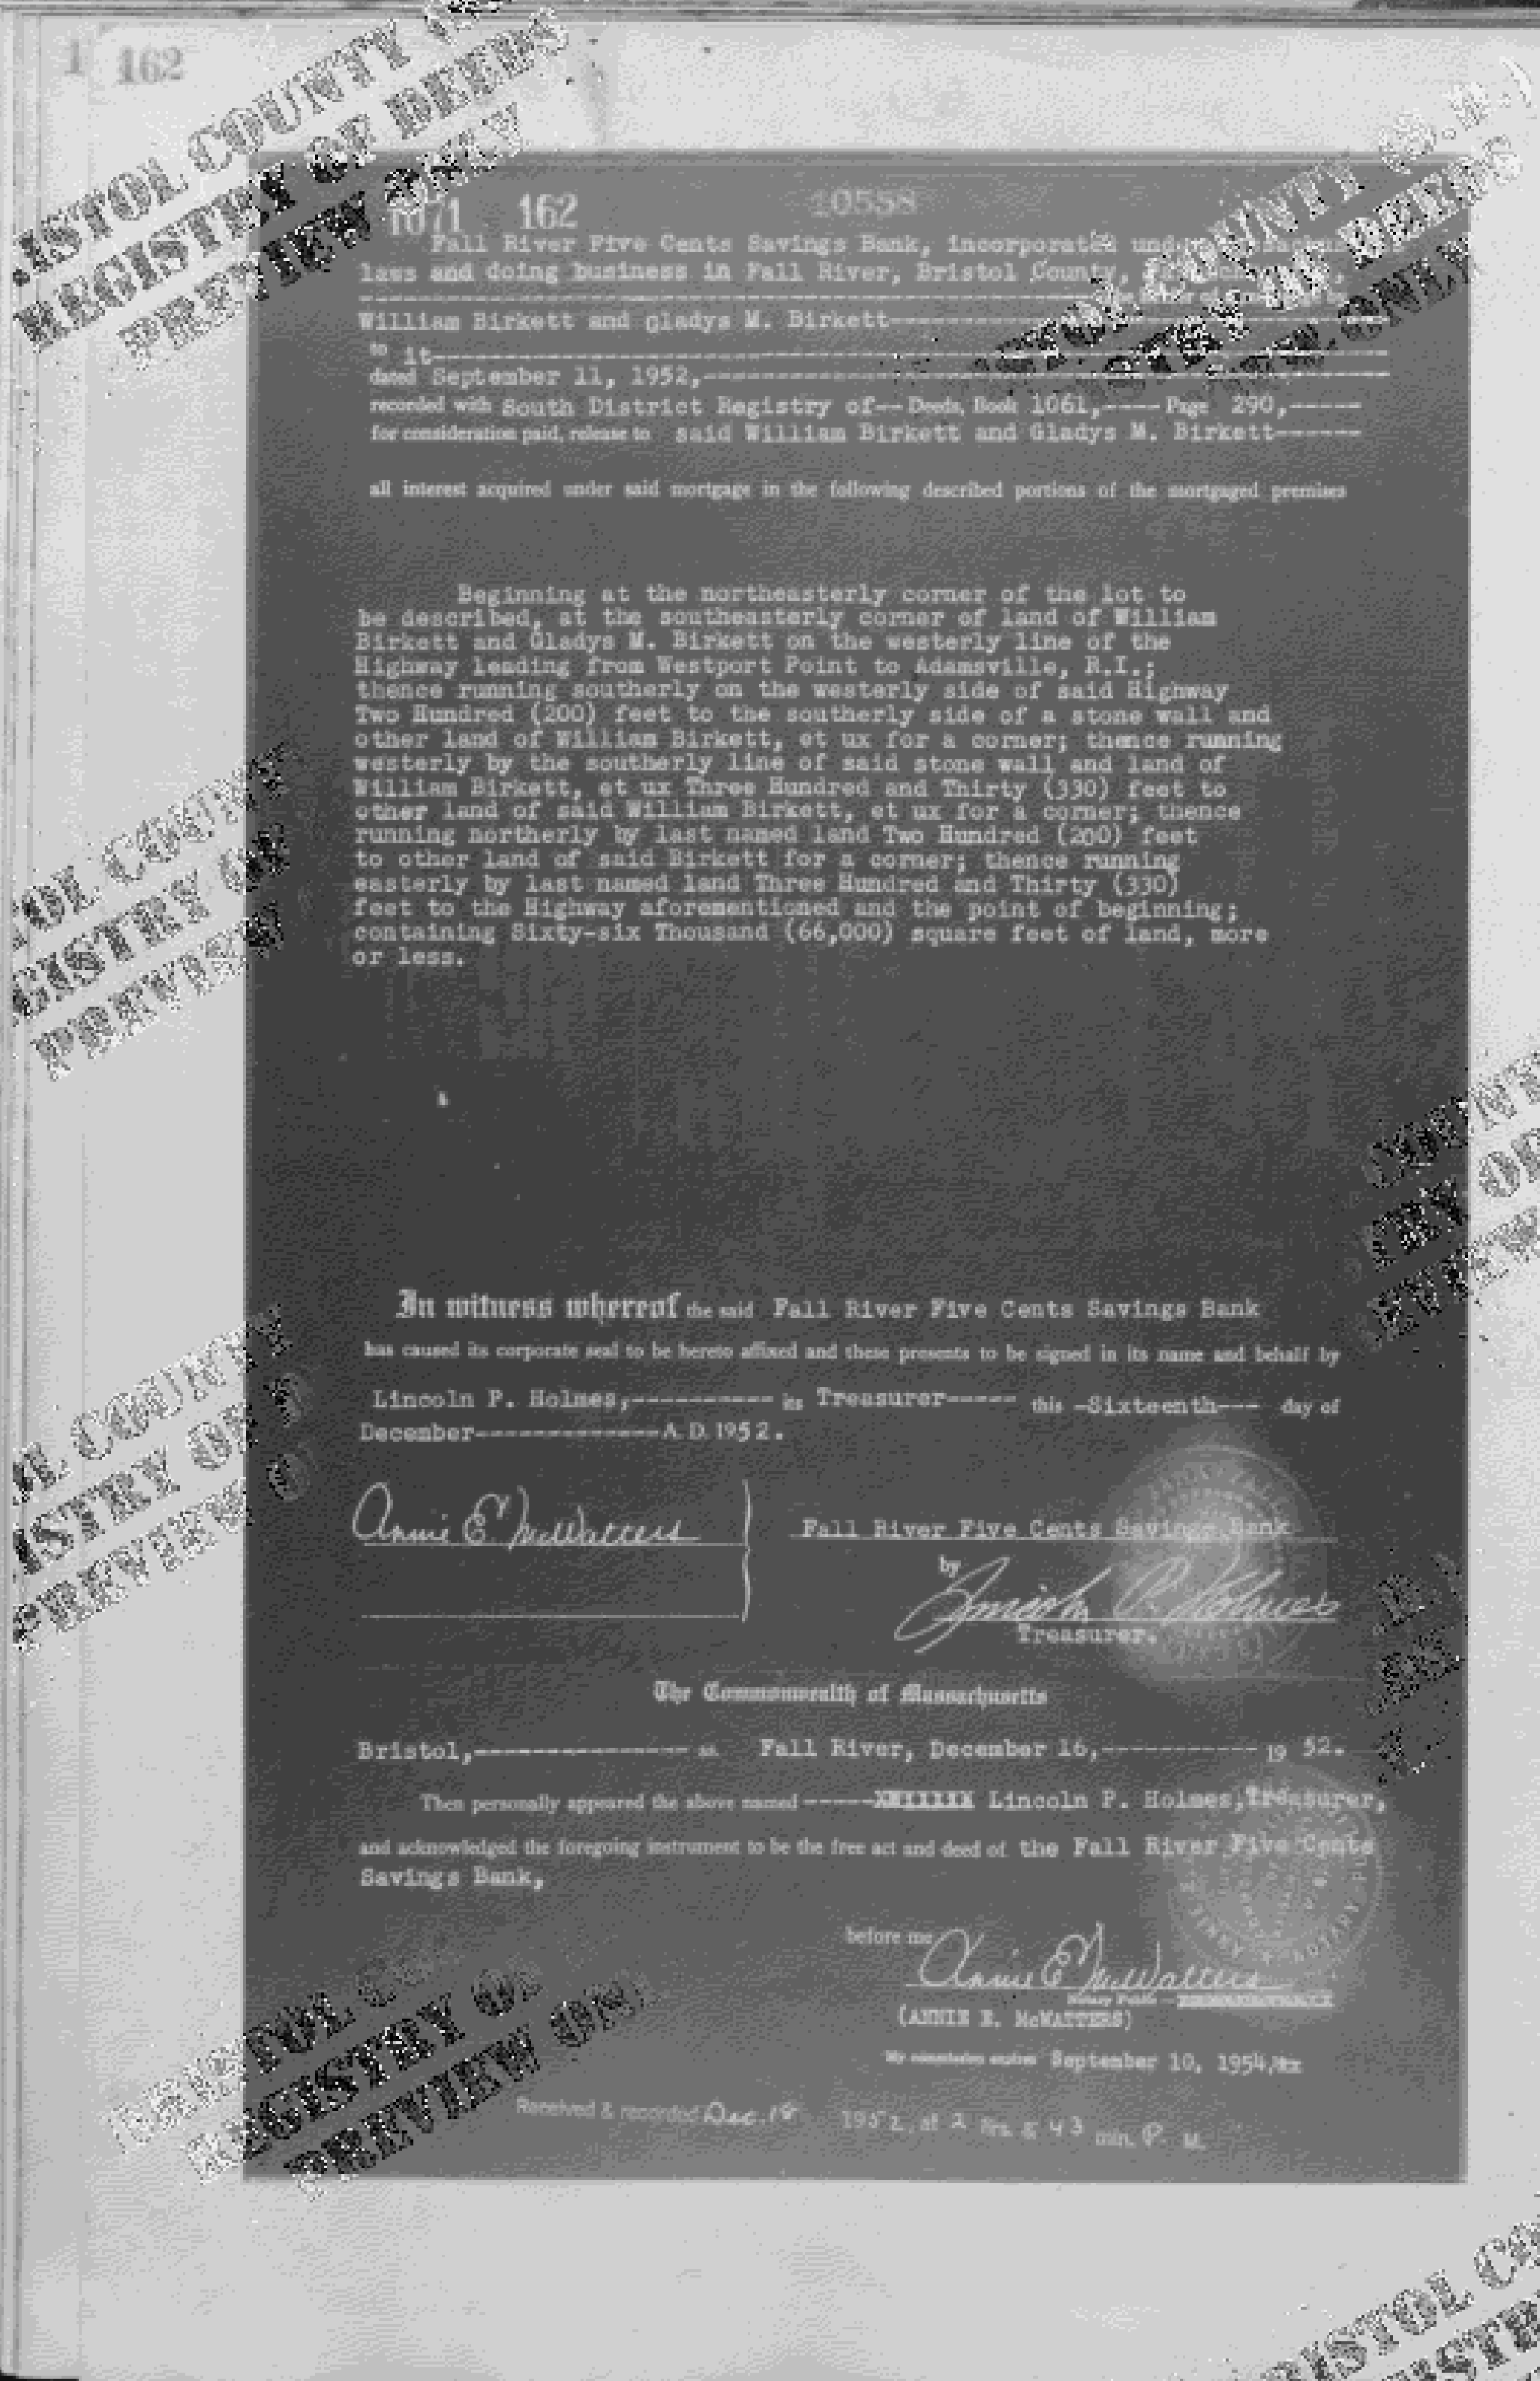 162
1071 162 10558
Fall River Five Cents Savings Bank, incorporated under
laws and doing business in Fall River, Bristol County,
William Birkett and gladys M. Birkett
to it
dated September 11, 1952,
recorded with South District Registry of Deeds, Book 1061, Page 290,
for consideration paid, release to said William Birkett and Gladys M. Birkett
all interest acquired under said mortgage in the following described portions of the mortgaged premises
Beginning at the northeasterly corner of the lot to
be described, at the southeasterly corner of land of William
Birkett and Gladys M. Birkett on the westerly line of the
Highway leading from Westport Point to Adamsville, R.I.;
thence running southerly on the westerly side of said Highway
Two Hundred (200) feet to the southerly side of a stone wall and
other land of William Birkett, et ux for a corner; thence running
westerly by the southerly line of said stone wall and land of
William Birkett, et ux Three Hundred and Thirty (330) feet to
other land of said William Birkett, et ux for a corner; thence
running northerly by last named land Two Hundred (200) feet
to other land of said Birkett for a corner; thence running
easterly by last named land Three Hundred and Thirty (330)
feet to the Highway aforementioned and the point of beginning;
containing Sixty-six Thousand (66,000) square feet of land, more
or less.
In witness whereof the said Fall River Five Cents Savings Bank
has caused its corporate seal to be hereto affixed and these presents to be signed in its name and behalf by
Lincoln P. Holmes, its Treasurer this Sixteenth day of
December A. D. 1952.
Annie E. McWatters
Fall River Five Cents Savings Bank
by Lincoln P. Holmes
Treasurer.
The Commonwealth of Massachusetts
Bristol, ss. Fall River, December 16, 19 52.
Then personally appeared the above named Lincoln P. Holmes, Treasurer,
and acknowledged the foregoing instrument to be the free act and deed of the Fall River Five Cents
Savings Bank,
before me Annie E. McWatters
Notary Public
(ANNIE E. McWATTERS)
My commission expires September 10, 1954
Received & recorded Dec. 18 1952, at 2 hrs. & 43 min. P. M.
REGISTRY OF DEEDS
PREVIEW ONLY